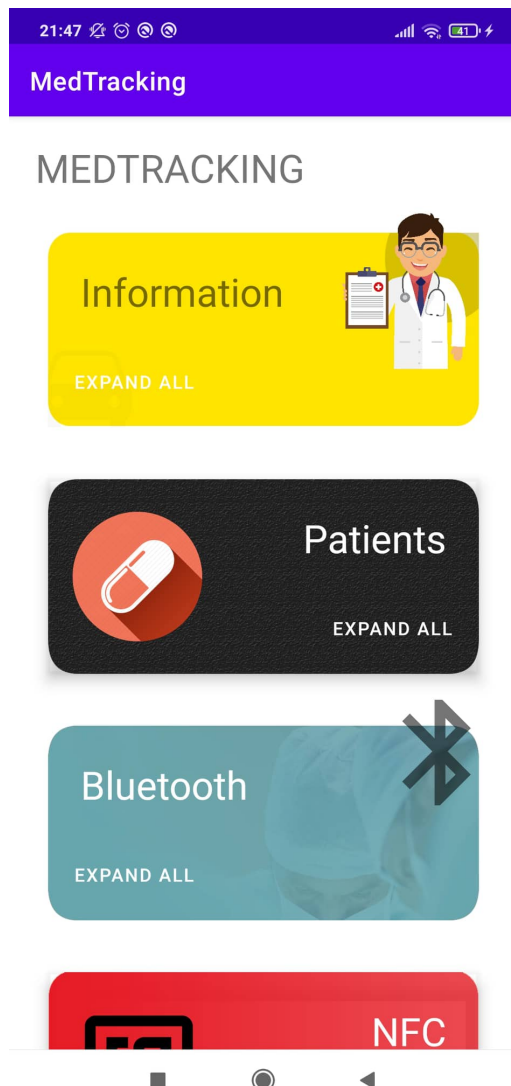 21:47
41
MedTracking
MEDTRACKING
Information
EXPAND ALL
Patients
EXPAND ALL
Bluetooth
EXPAND ALL
NFC